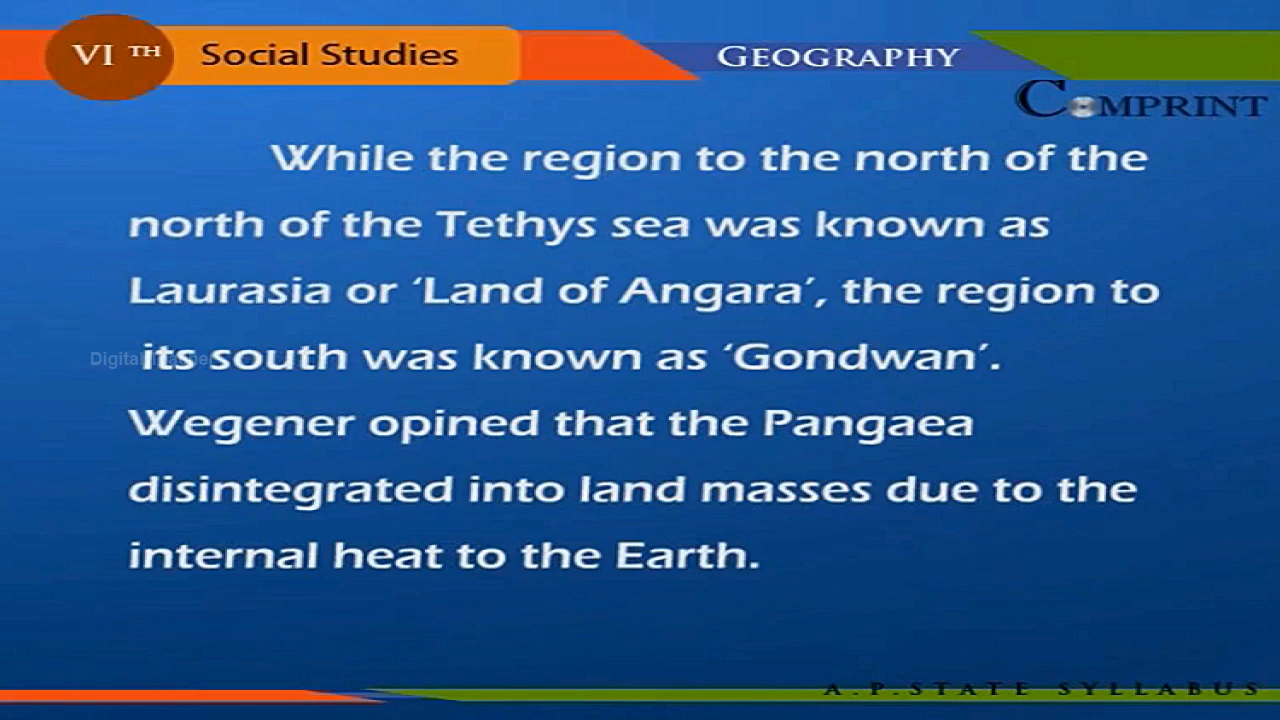 VI TH Social Studies GEOGRAPHY
COMPRINT
While the region to the north of the
north of the Tethys sea was known as
Laurasia or ‘Land of Angara’, the region to
its south was known as ‘Gondwan’.
Wegener opined that the Pangaea
disintegrated into land masses due to the
internal heat to the Earth.
A.P.STATE SYLLABUS